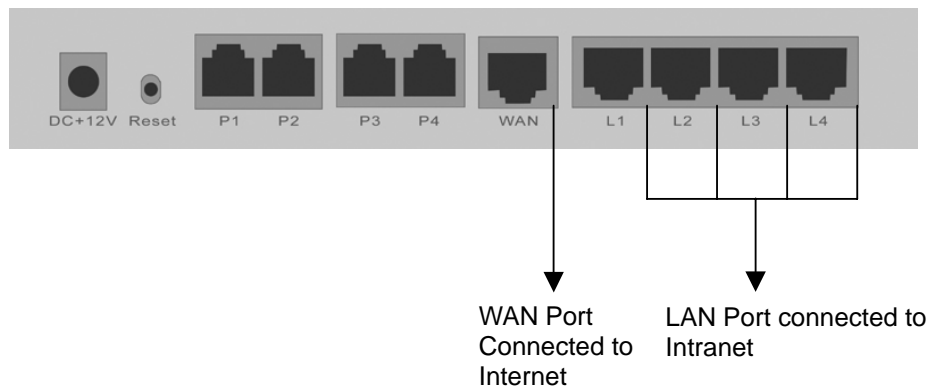 DC+12V Reset P1 P2 P3 P4 WAN L1 L2 L3 L4
WAN Port
Connected to
Internet
LAN Port connected to
Intranet